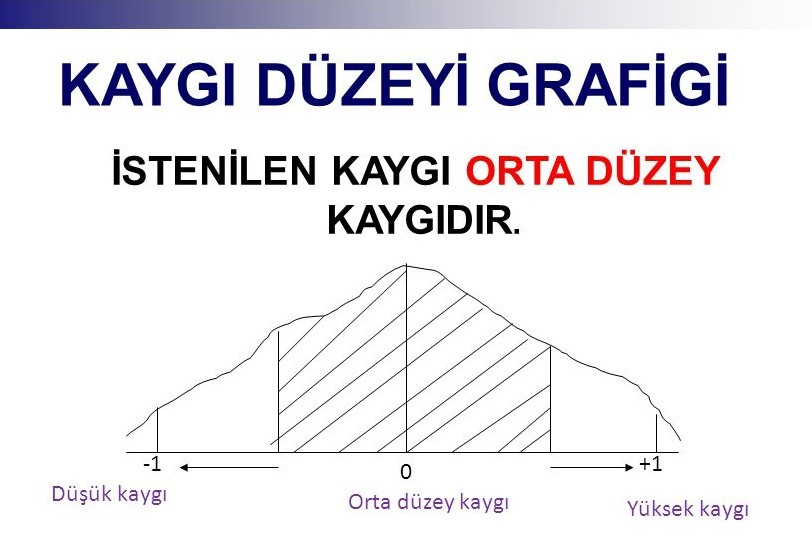 KAYGI DÜZEYİ GRAFİGİ
İSTENİLEN KAYGI ORTA DÜZEY
KAYGIDIR.
-1
0
+1
Düşük kaygı
Orta düzey kaygı
Yüksek kaygı